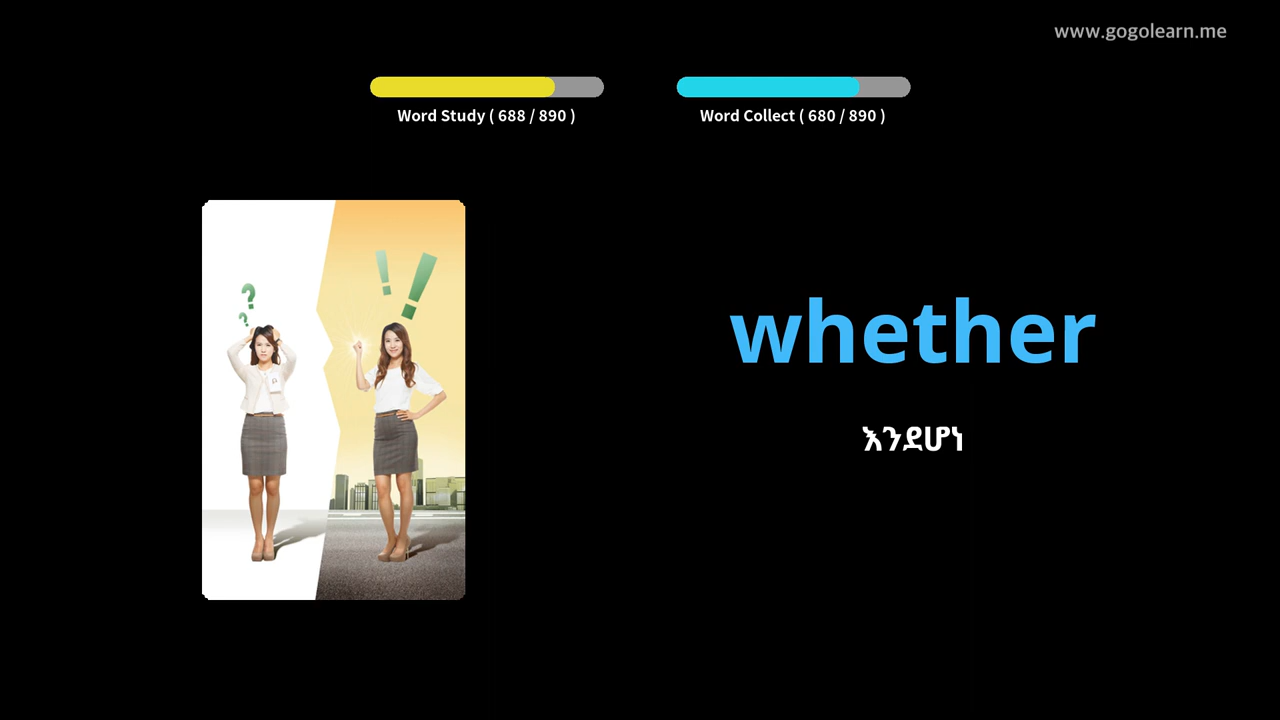 www.gogolearn.me
Word Study ( 688 / 890 )
Word Collect ( 680 / 890 )
? !!
?
whether
እንደሆነ